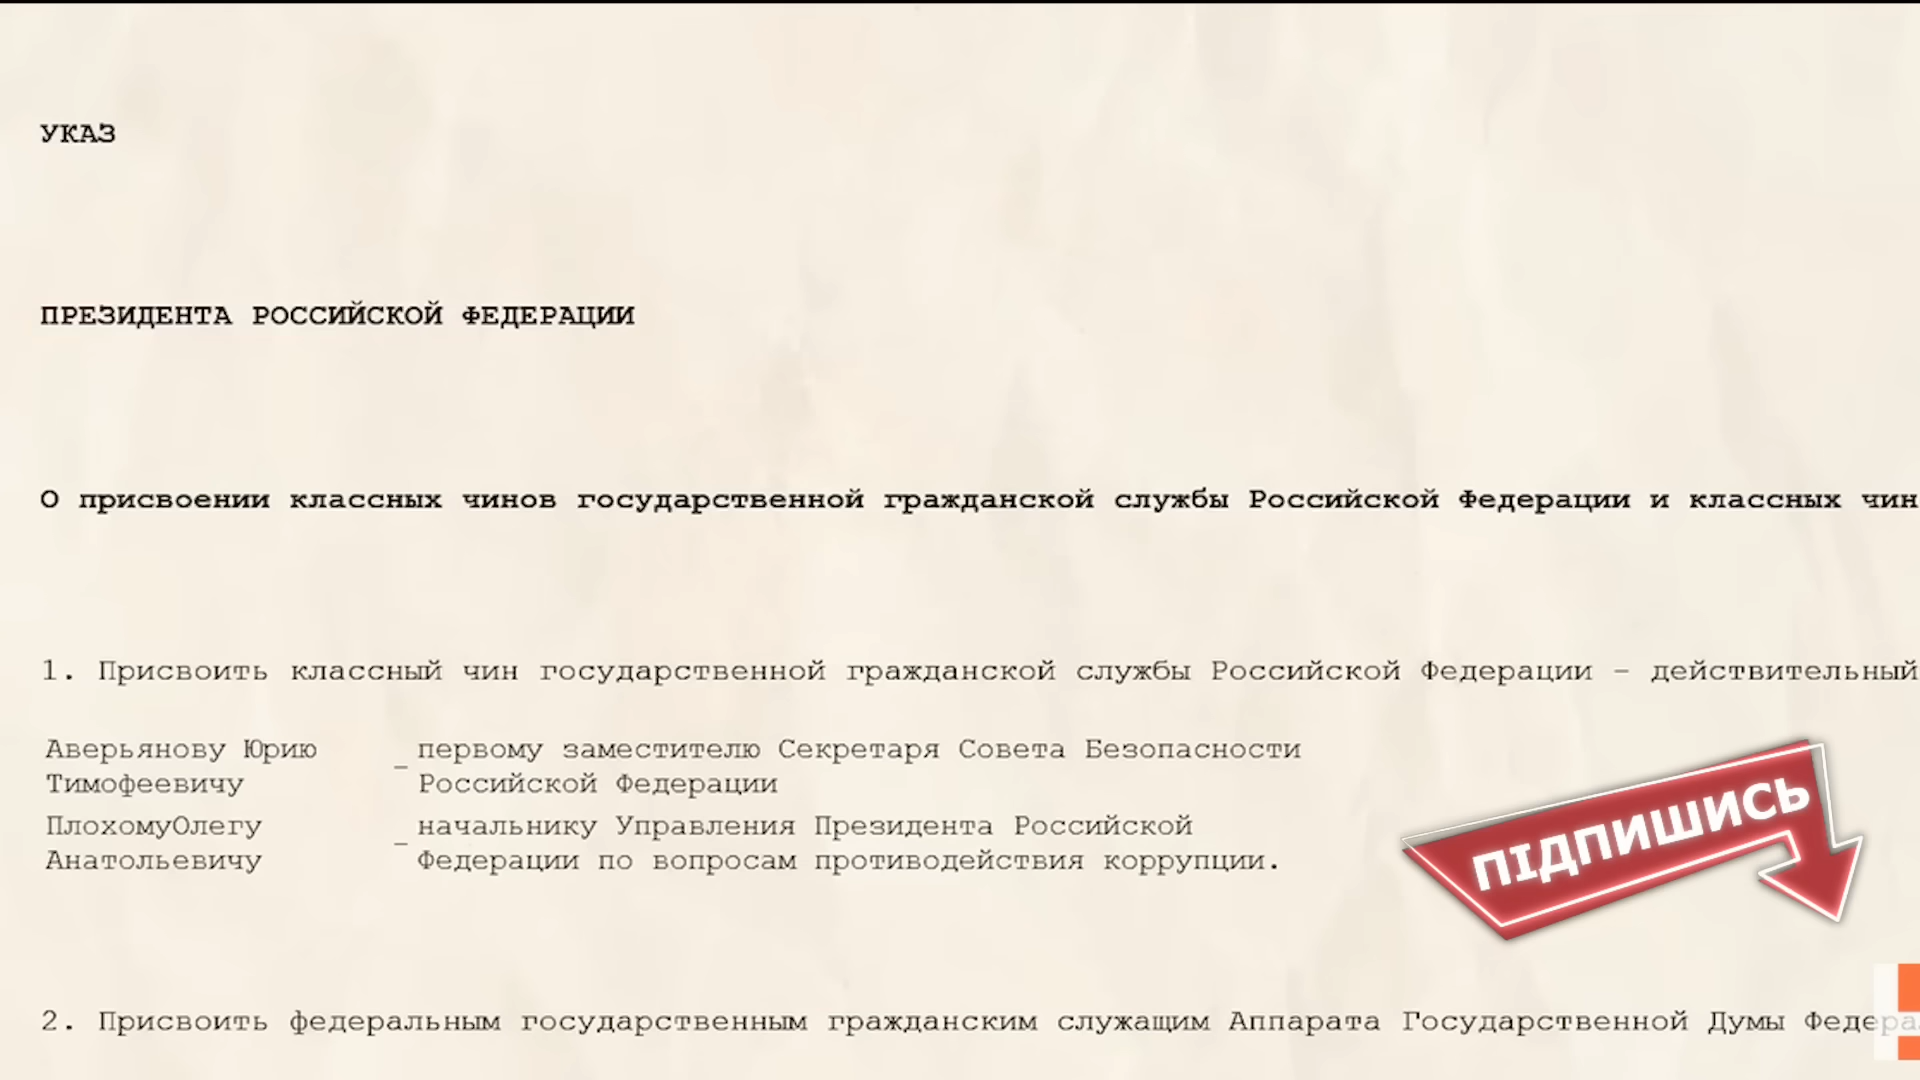 УКАЗ
ПРЕЗИДЕНТА РОССИЙСКОЙ ФЕДЕРАЦИИ
О присвоении классных чинов государственной гражданской службы Российской Федерации и классных чин
1. Присвоить классный чин государственной гражданской службы Российской Федерации – действительный
Аверьянову Юрию
Тимофеевичу
– первому заместителю Секретаря Совета Безопасности
Российской Федерации
ПлохомуОлегу
Анатольевичу
– начальнику Управления Президента Российской
Федерации по вопросам противодействия коррупции.
ПІДПИШИСЬ
2. Присвоить федеральным государственным гражданским служащим Аппарата Государственной Думы Федера